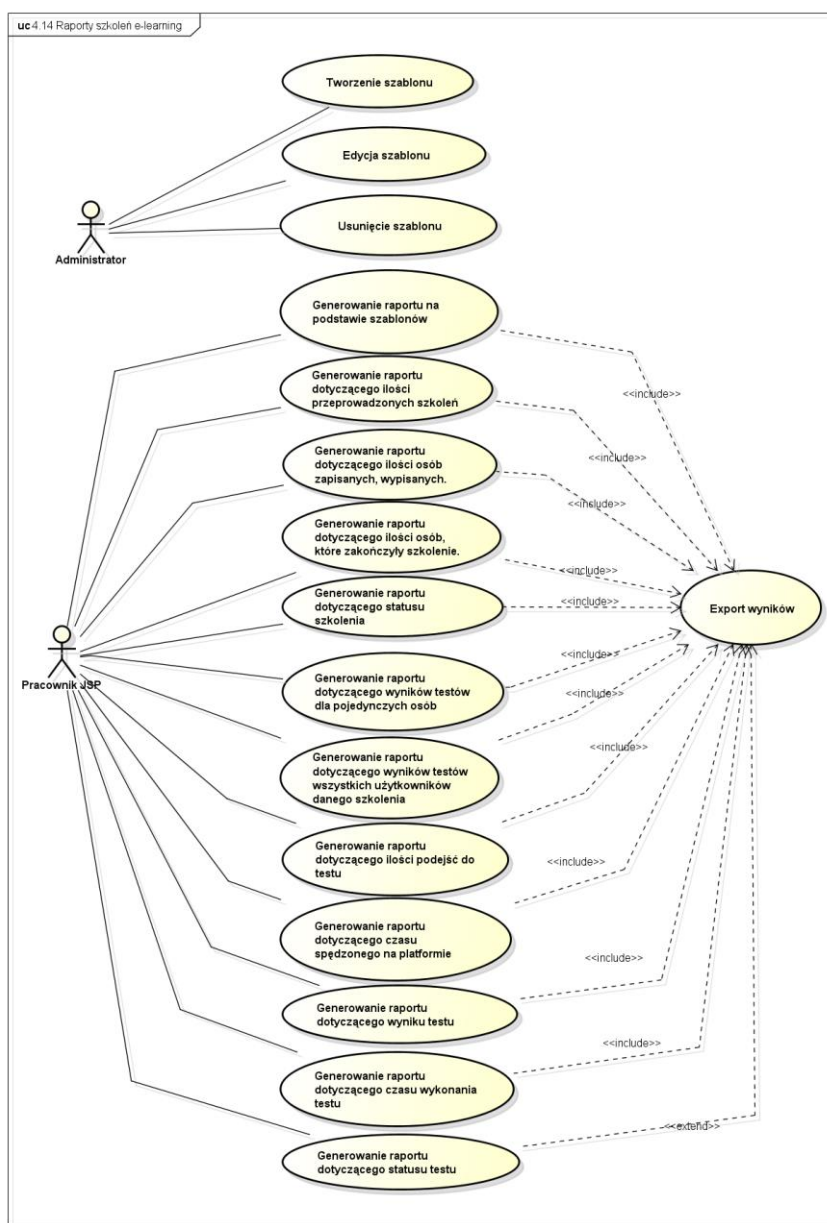 uc 4.14 Raporty szkoleń e-learning
Tworzenie szablonu
Edycja szablonu
Usunięcie szablonu
Administrator
Generowanie raportu na
podstawie szablonów
<<include>>
Generowanie raportu
dotyczącego ilości
przeprowadzonych szkoleń
<<include>>
Generowanie raportu
dotyczącego ilości osób
zapisanych, wypisanych.
<<include>>
Generowanie raportu
dotyczącego ilości osób,
które zakończyły szkolenie.
<<include>>
Generowanie raportu
dotyczącego statusu
szkolenia
<<include>>
Export wyników
Pracownik JSP
Generowanie raportu
dotyczącego wyników testów
dla pojedynczych osób
<<include>>
<<include>>
Generowanie raportu
dotyczącego wyników testów
wszystkich użytkowników
danego szkolenia
<<include>>
Generowanie raportu
dotyczącego ilości podejść do
testu
<<include>>
Generowanie raportu
dotyczącego czasu
spędzonego na platformie
<<include>>
Generowanie raportu
dotyczącego wyniku testu
<<include>>
Generowanie raportu
dotyczącego czasu wykonania
testu
<<extend>>
Generowanie raportu
dotyczącego statusu testu